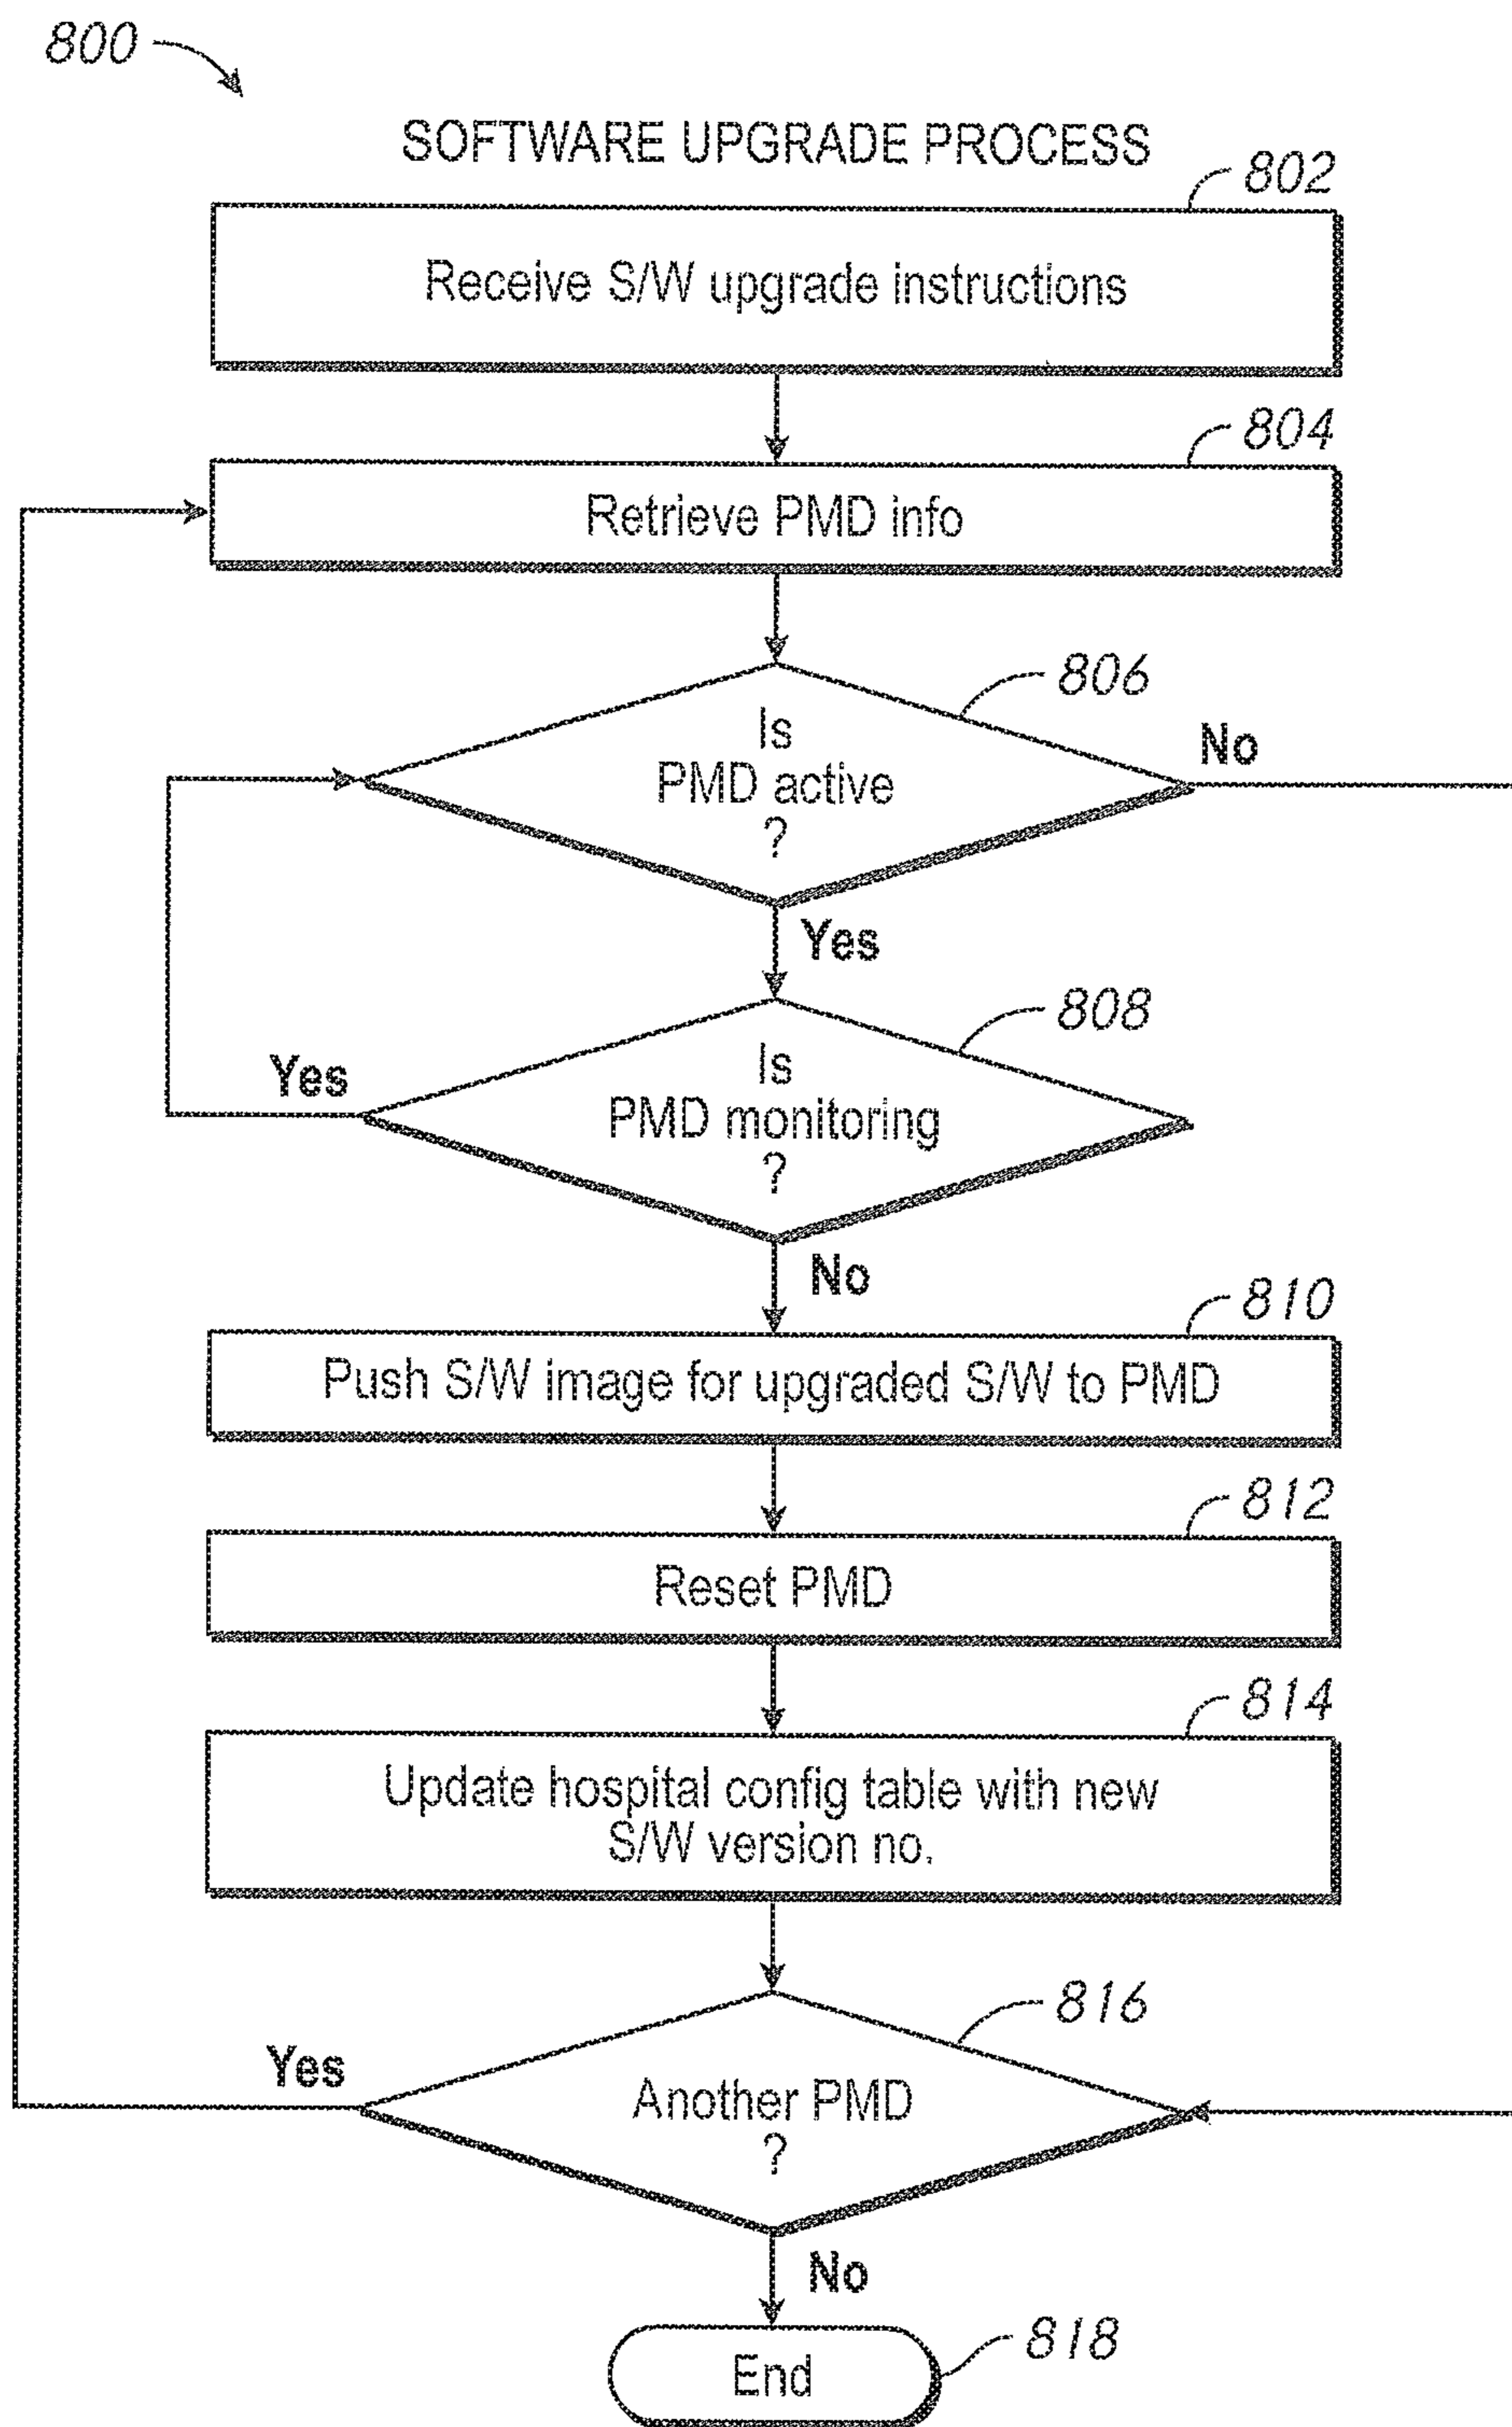 800
SOFTWARE UPGRADE PROCESS
802
Receive S/W upgrade instructions
804
Retrieve PMD info
806
Is
PMD active
?
No
Yes
808
Is
PMD monitoring
?
Yes
No
810
Push S/W image for upgraded S/W to PMD
812
Reset PMD
814
Update hospital config table with new
S/W version no.
816
Another PMD
?
Yes
No
End
818